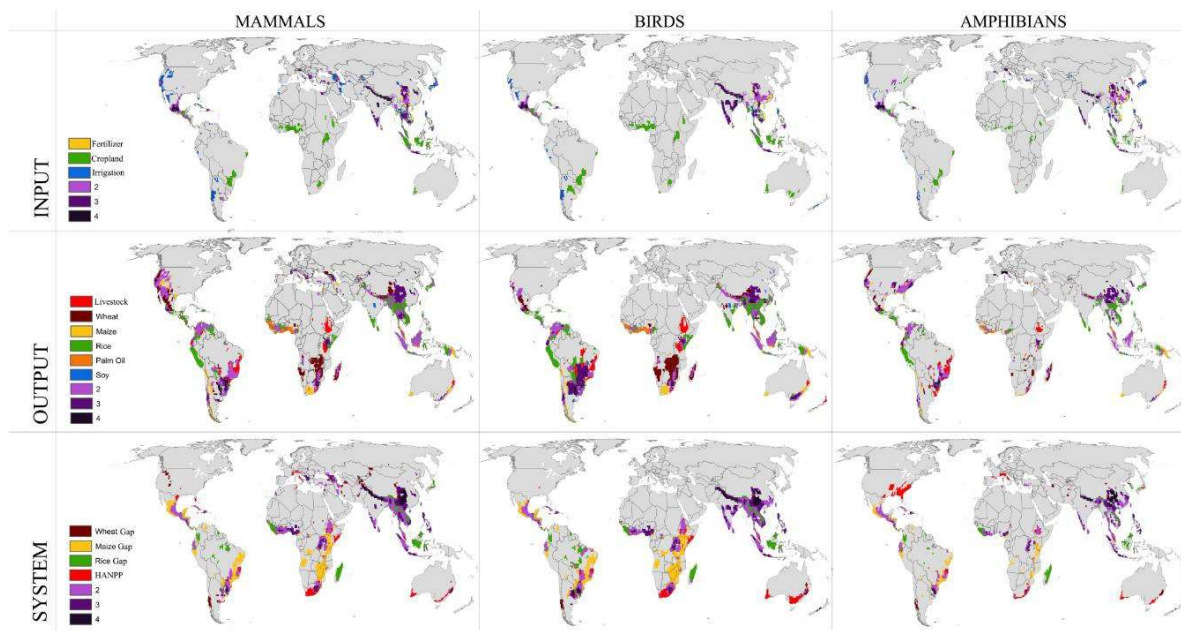 MAMMALS
BIRDS
AMPHIBIANS
INPUT
Fertilizer
Cropland
Irrigation
2
3
4
OUTPUT
Livestock
Wheat
Maize
Rice
Palm Oil
Soy
2
3
4
SYSTEM
Wheat Gap
Maize Gap
Rice Gap
HANPP
2
3
4